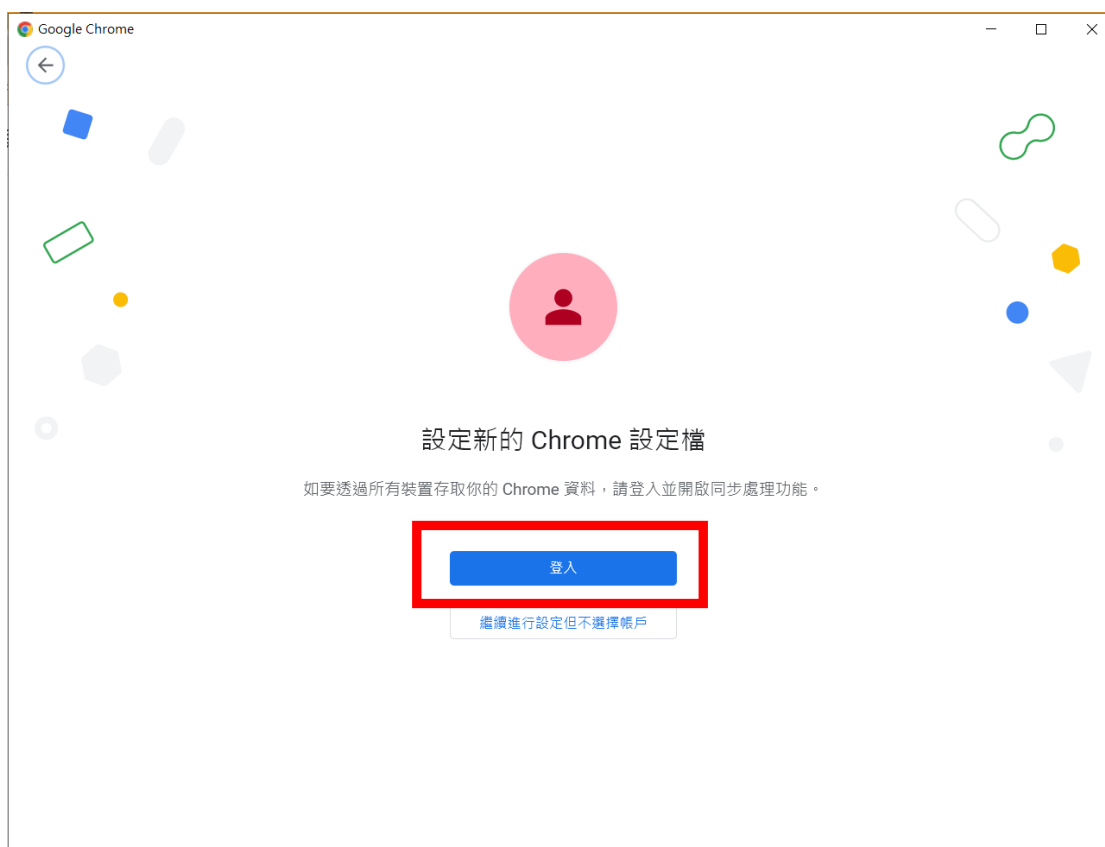 Google Chrome
設定新的 Chrome 設定檔
如要透過所有裝置存取你的 Chrome 資料，請登入並開啟同步處理功能。
登入
繼續進行設定但不選擇帳戶